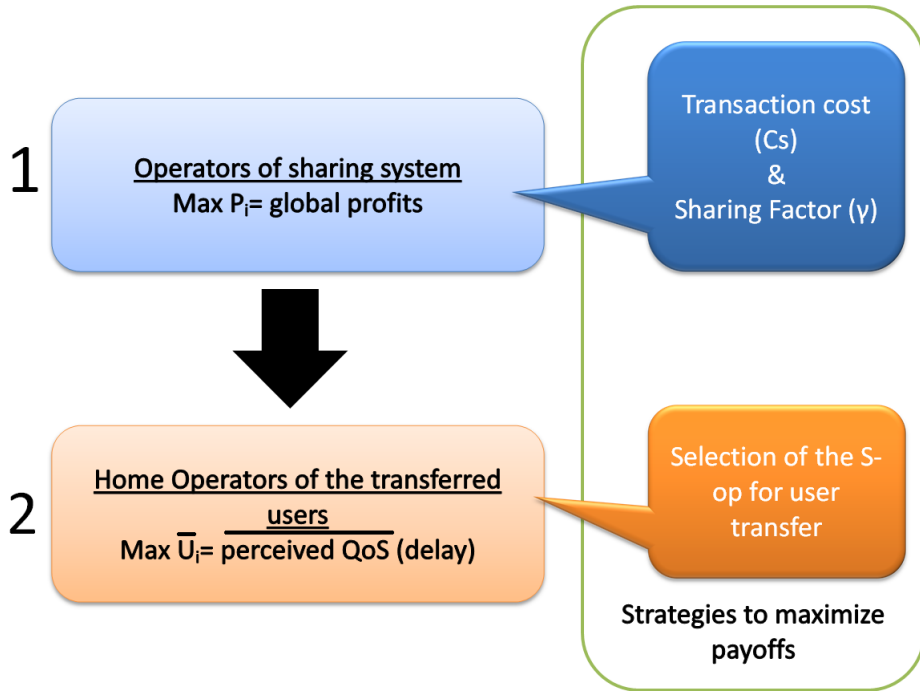 1
Operators of sharing system
Max Pᵢ= global profits
Transaction cost
(Cs)
&
Sharing Factor (γ)
2
Home Operators of the transferred
users
Max U̅ᵢ= perceived QoS (delay)
Selection of the S-
op for user
transfer
Strategies to maximize
payoffs